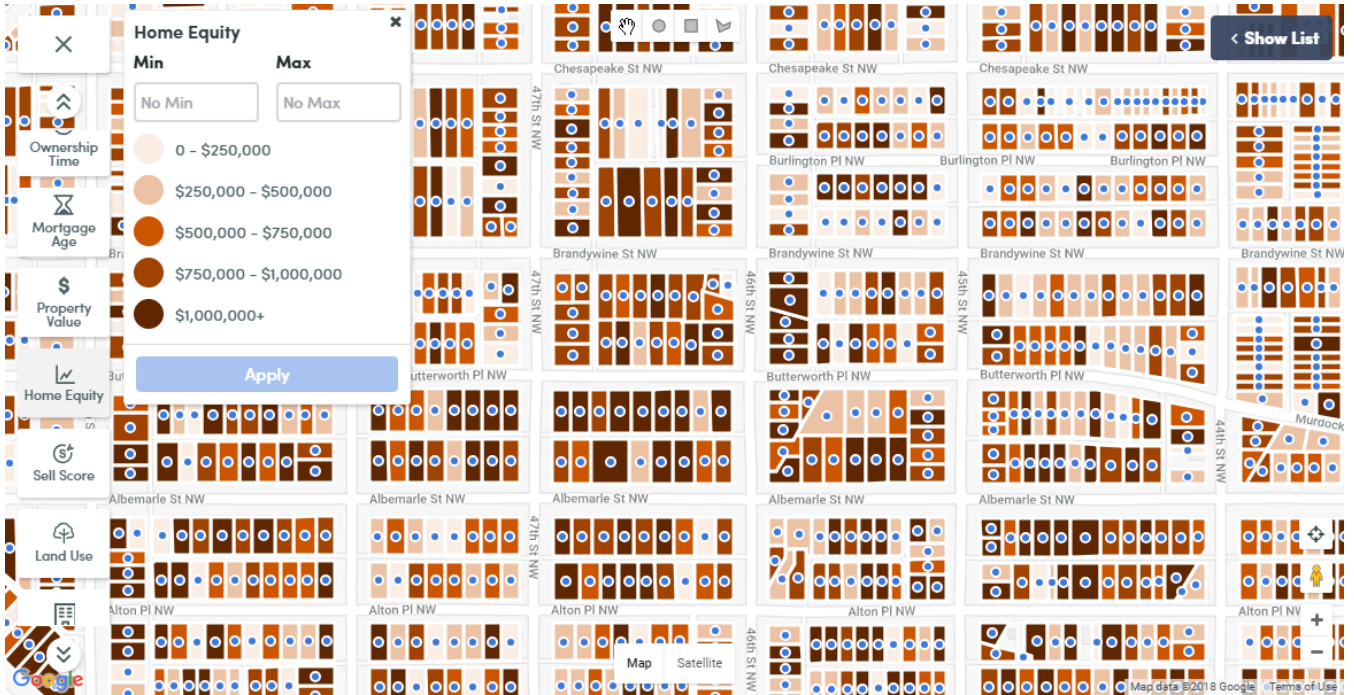 Home Equity
Min
Max
No Min
No Max
0 - $250,000
$250,000 - $500,000
$500,000 - $750,000
$750,000 - $1,000,000
$1,000,000+
Apply
Ownership
Time
Mortgage
Age
$
Property
Value
Home Equity
Sell Score
Land Use
< Show List
Chesapeake St NW
Chesapeake St NW
Chesapeake St NW
47th St NW
Burlington Pl NW
Burlington Pl NW
Burlington Pl NW
Brandywine St NW
Brandywine St NW
Brandywine St NW
Brandywine St NW
47th St NW
46th St NW
45th St NW
utterworth Pl NW
Butterworth Pl NW
Butterworth Pl NW
Murdock
44th St NW
Albemarle St NW
Albemarle St NW
Albemarle St NW
Albemarle St NW
Albemarle St NW
47th St NW
Alton Pl NW
Alton Pl NW
Alton Pl NW
Alton Pl NW
Alton Pl NW
46th St NW
Map
Satellite
+
−
Google
Map data ©2018 Google
Terms of Use